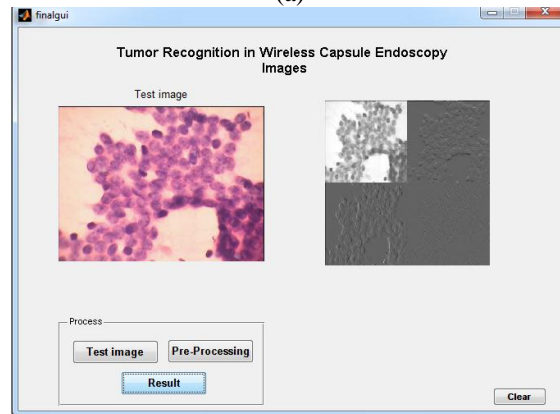 (a)
finalgui
Tumor Recognition in Wireless Capsule Endoscopy
Images
Test image
Process
Test image
Pre-Processing
Result
Clear